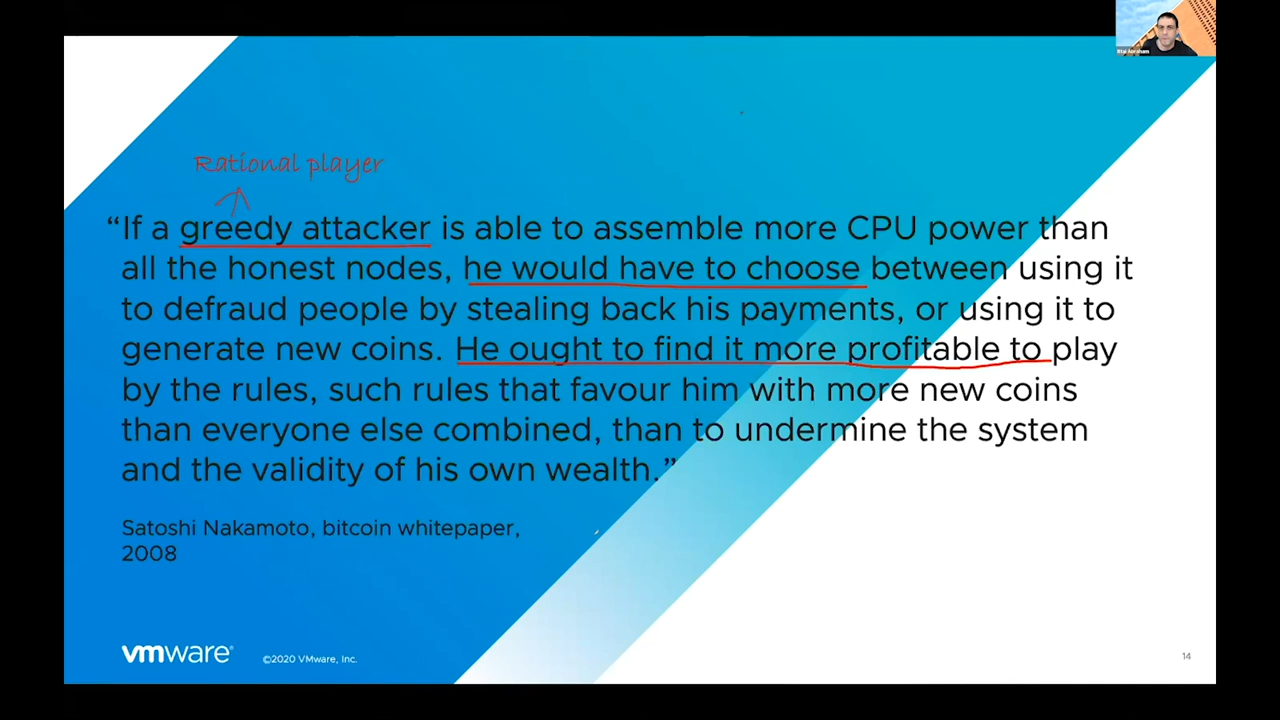 Ittai Abraham
Rational player
“If a greedy attacker is able to assemble more CPU power than
all the honest nodes, he would have to choose between using it
to defraud people by stealing back his payments, or using it to
generate new coins. He ought to find it more profitable to play
by the rules, such rules that favour him with more new coins
than everyone else combined, than to undermine the system
and the validity of his own wealth.”
Satoshi Nakamoto, bitcoin whitepaper,
2008
vmware®
©2020 VMware, Inc.
14